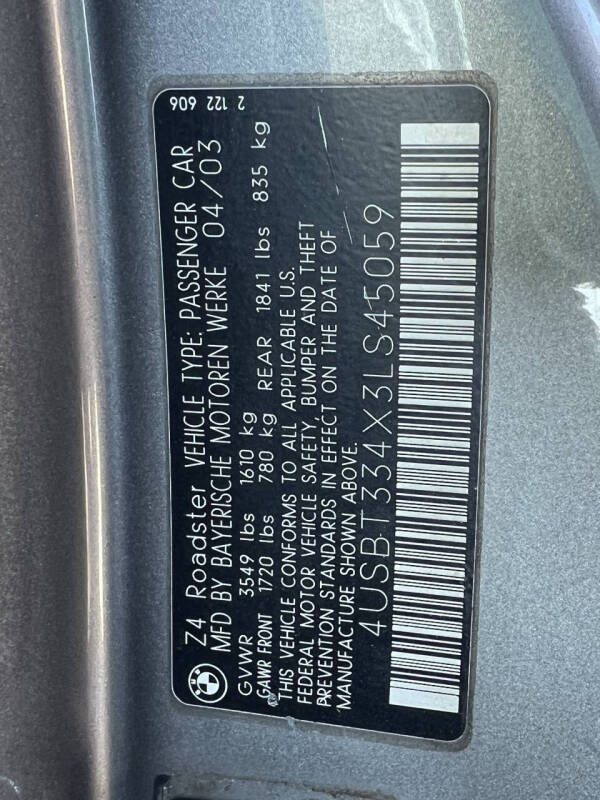 2 122 606
Z4 Roadster VEHICLE TYPE: PASSENGER CAR
MFD BY BAYERISCHE MOTOREN WERKE 04/03
GVWR 3549 lbs 1610 kg
GAWR FRONT 1720 lbs 780 kg REAR 1841 lbs 835 kg
THIS VEHICLE CONFORMS TO ALL APPLICABLE U.S.
FEDERAL MOTOR VEHICLE SAFETY, BUMPER AND THEFT
PREVENTION STANDARDS IN EFFECT ON THE DATE OF
MANUFACTURE SHOWN ABOVE.
4USBT334X3LS45059